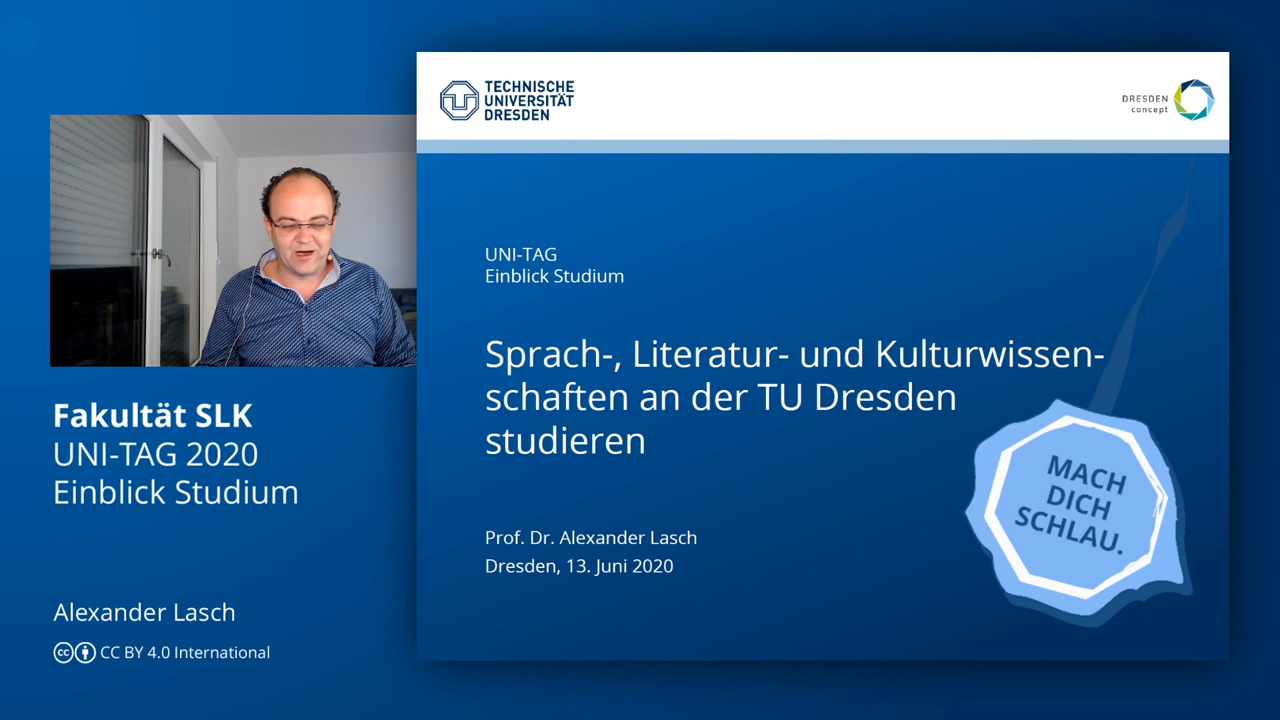 TECHNISCHE
UNIVERSITÄT
DRESDEN
DRESDEN
concept
UNI-TAG
Einblick Studium
Sprach-, Literatur- und Kulturwissen-
schaften an der TU Dresden
studieren
Prof. Dr. Alexander Lasch
Dresden, 13. Juni 2020
MACH
DICH
SCHLAU.
Fakultät SLK
UNI-TAG 2020
Einblick Studium
Alexander Lasch
cc CC BY 4.0 International